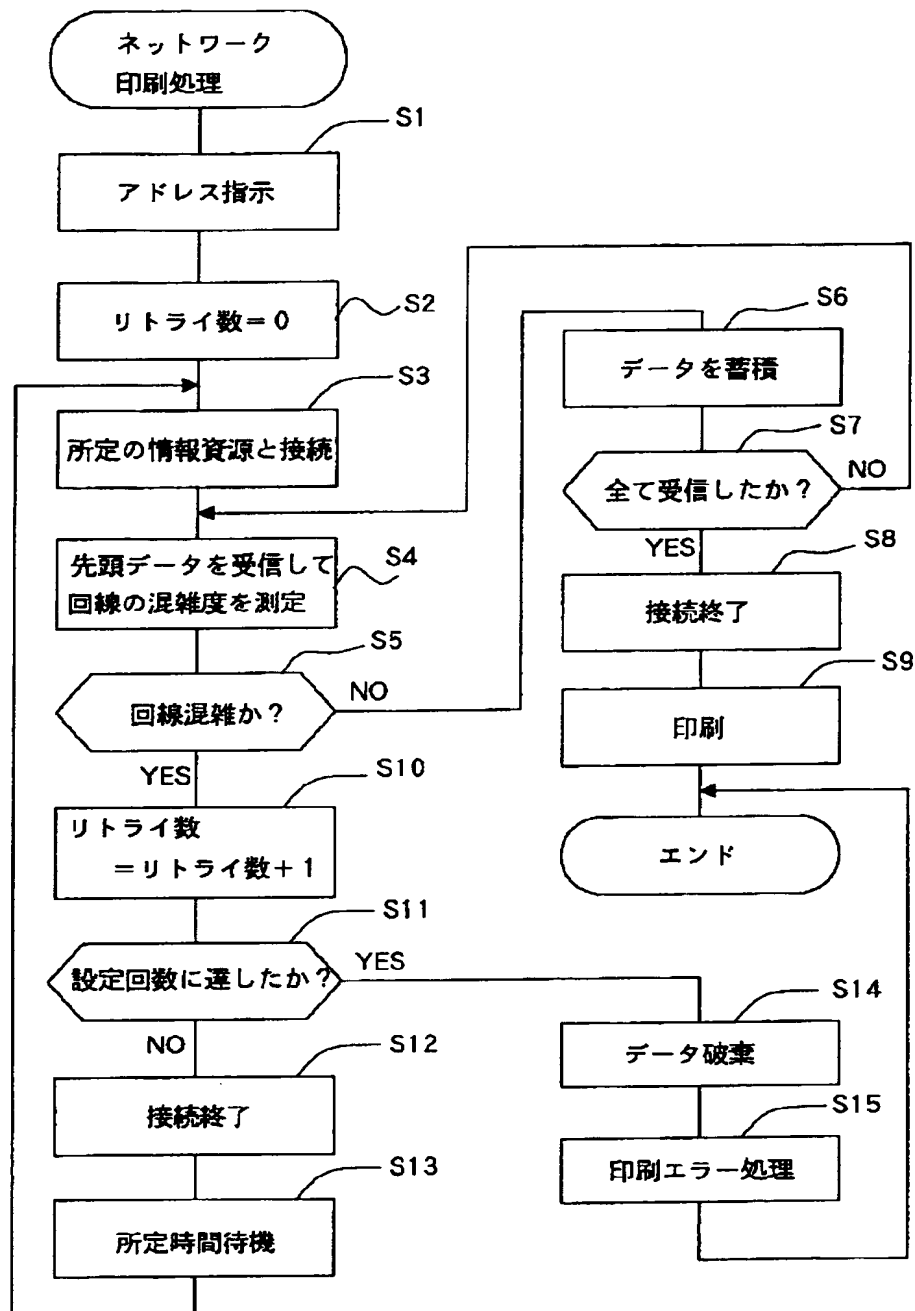 ネットワーク
印刷処理
S1
アドレス指示
S2
リトライ数=0
S3
所定の情報資源と接続
S4
先頭データを受信して
回線の混雑度を測定
S5
回線混雑か?
NO
YES
S10
リトライ数
=リトライ数+1
S11
設定回数に達したか?
YES
NO
S12
接続終了
S13
所定時間待機
S6
データを蓄積
S7
全て受信したか?
NO
YES
S8
接続終了
S9
印刷
エンド
S14
データ破棄
S15
印刷エラー処理